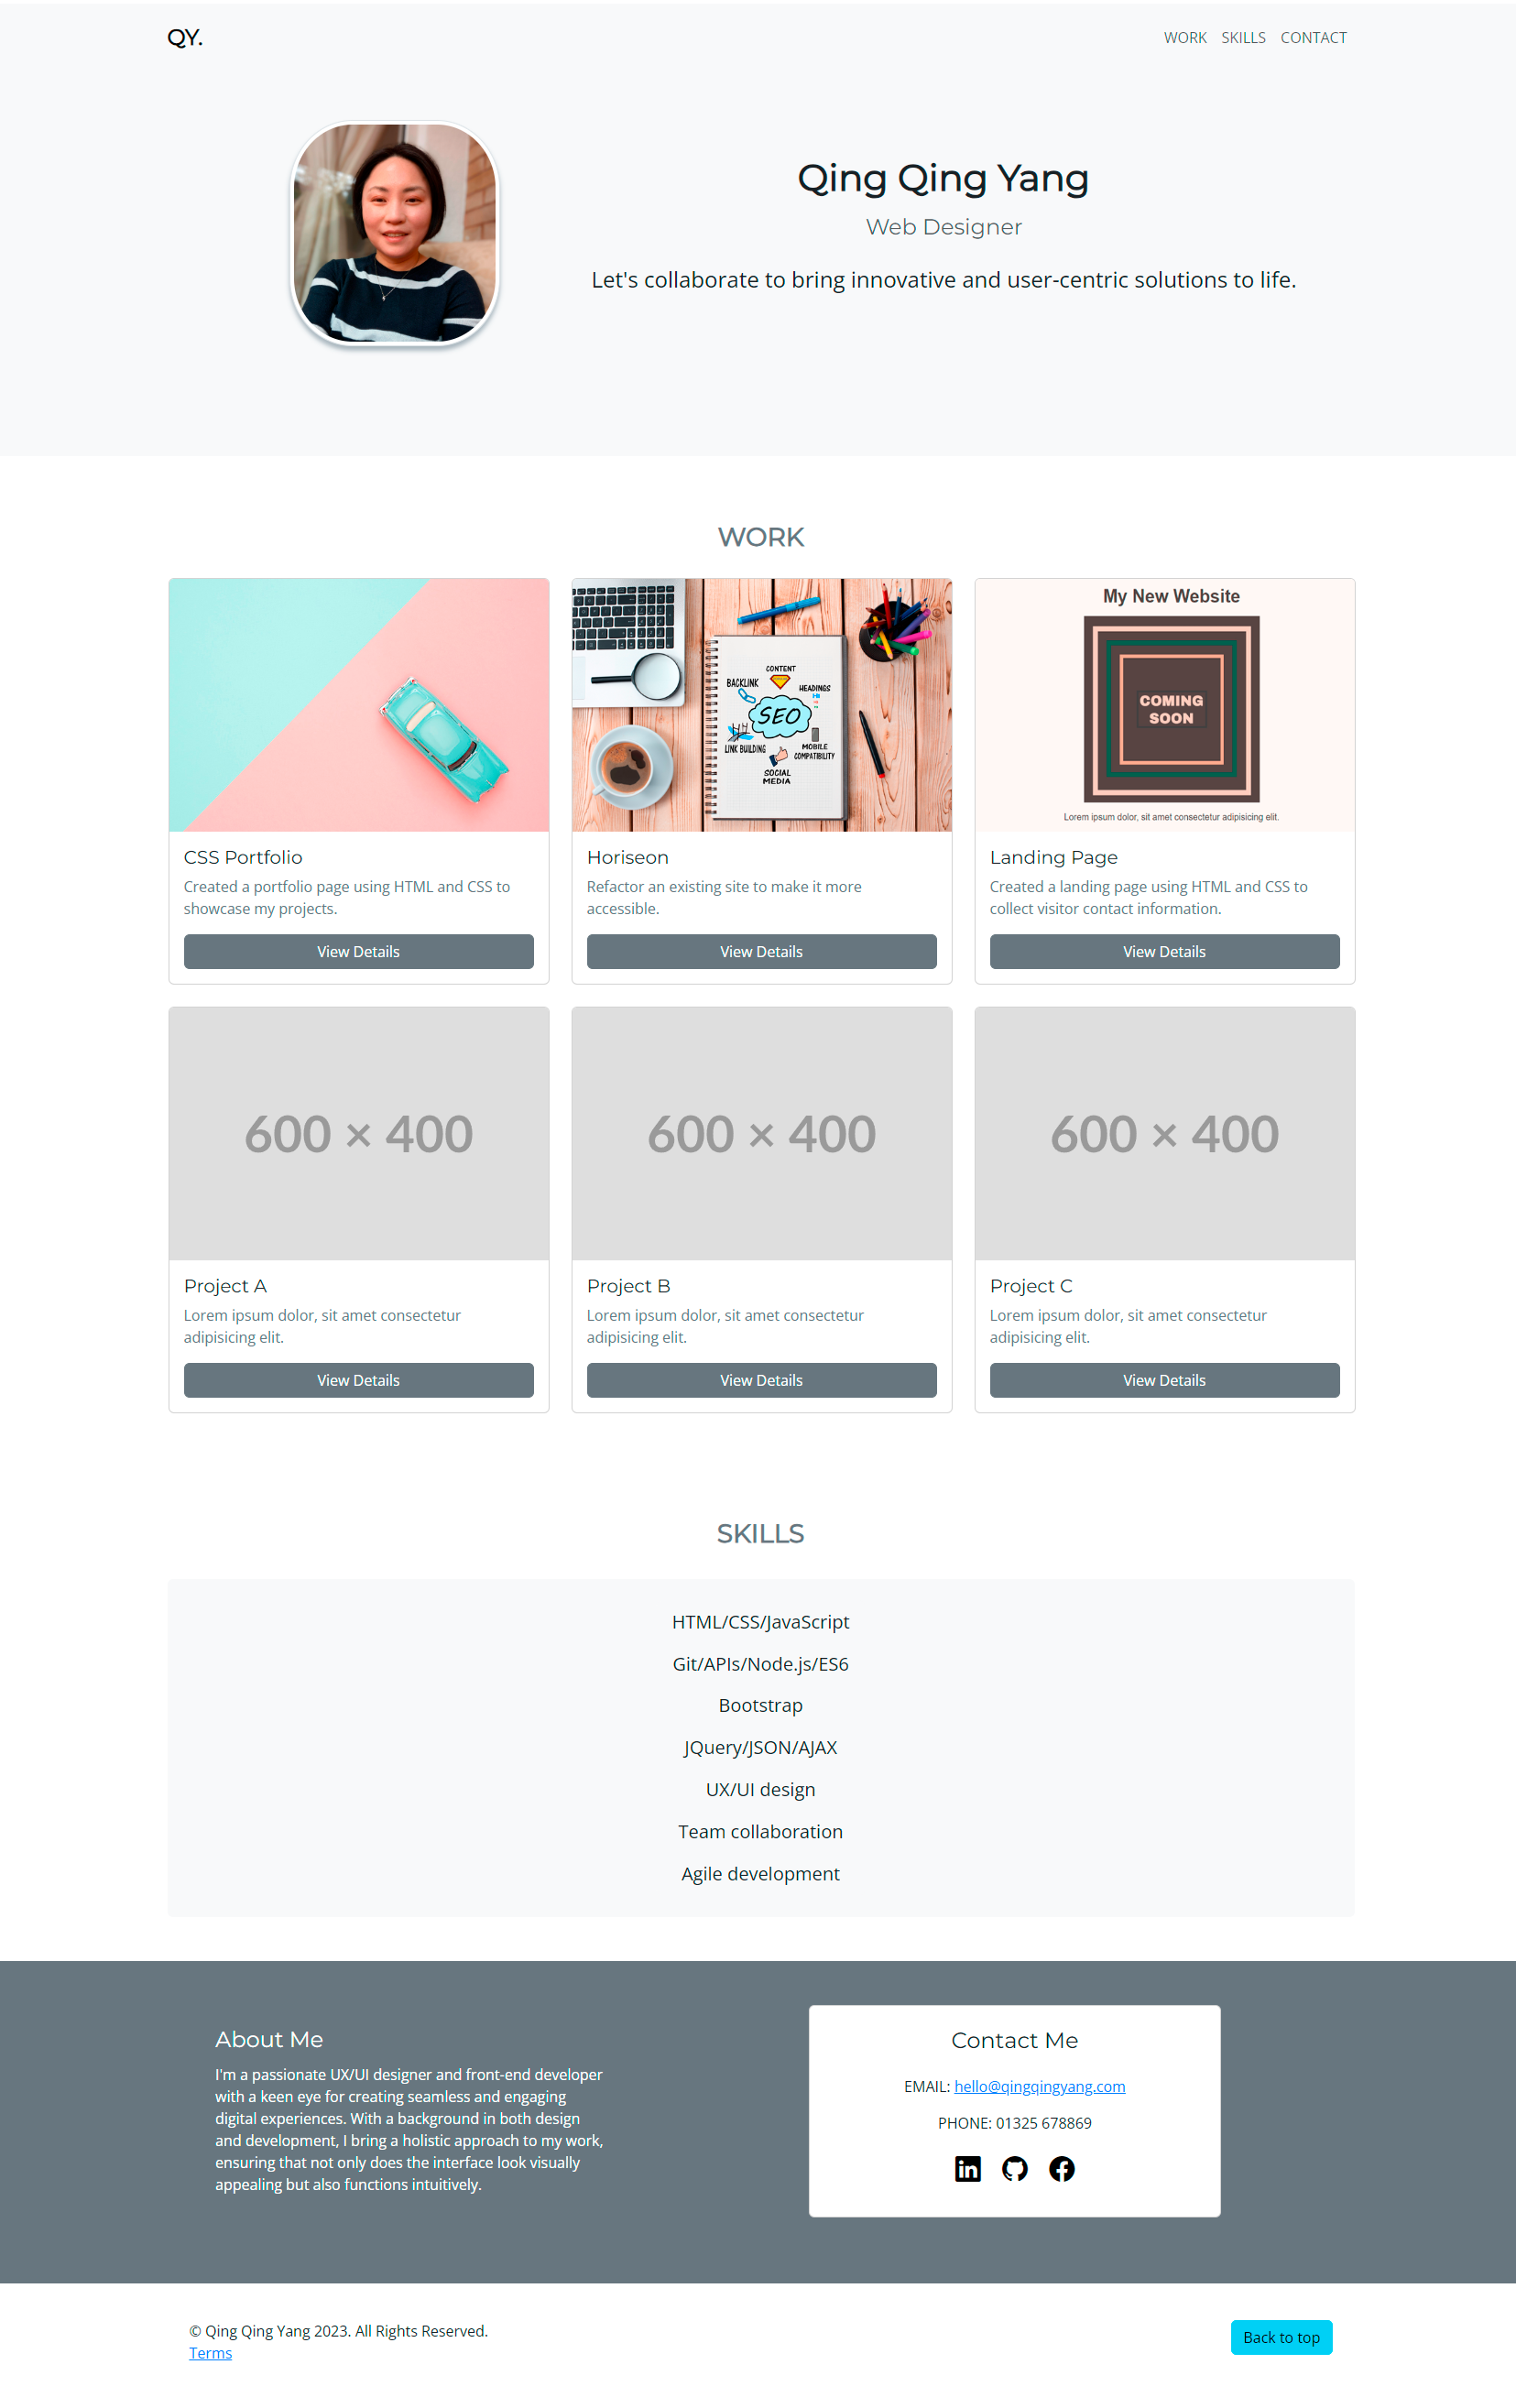 QY.
WORK SKILLS CONTACT
Qing Qing Yang
Web Designer
Let's collaborate to bring innovative and user-centric solutions to life.
WORK
CONTENT
BACKLINK
HEADINGS
SEO
LINK BUILDING
MOBILE
COMPATIBILITY
SOCIAL
MEDIA
My New Website
COMING
SOON
Lorem ipsum dolor, sit amet consectetur adipisicing elit.
CSS Portfolio
Created a portfolio page using HTML and CSS to
showcase my projects.
View Details
Horiseon
Refactor an existing site to make it more
accessible.
View Details
Landing Page
Created a landing page using HTML and CSS to
collect visitor contact information.
View Details
600 × 400
Project A
Lorem ipsum dolor, sit amet consectetur
adipisicing elit.
View Details
600 × 400
Project B
Lorem ipsum dolor, sit amet consectetur
adipisicing elit.
View Details
600 × 400
Project C
Lorem ipsum dolor, sit amet consectetur
adipisicing elit.
View Details
SKILLS
HTML/CSS/JavaScript
Git/APIs/Node.js/ES6
Bootstrap
JQuery/JSON/AJAX
UX/UI design
Team collaboration
Agile development
About Me
I'm a passionate UX/UI designer and front-end developer
with a keen eye for creating seamless and engaging
digital experiences. With a background in both design
and development, I bring a holistic approach to my work,
ensuring that not only does the interface look visually
appealing but also functions intuitively.
Contact Me
EMAIL: hello@qingqingyang.com
PHONE: 01325 678869
in
© Qing Qing Yang 2023. All Rights Reserved.
Terms
Back to top